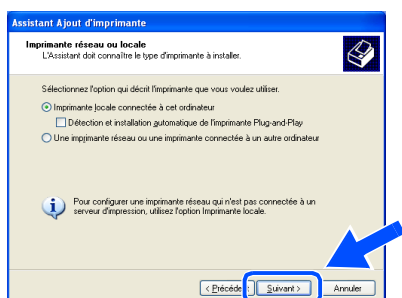 Assistant Ajout d'imprimante
Imprimante réseau ou locale
L'Assistant doit connaître le type d'imprimante à installer.
Sélectionnez l'option qui décrit l'imprimante que vous voulez utiliser.
Imprimante locale connectée à cet ordinateur
Détection et installation automatique de l'imprimante Plug-and-Play
Une imprimante réseau ou une imprimante connectée à un autre ordinateur
Pour configurer une imprimante réseau qui n'est pas connectée à un
serveur d'impression, utilisez l'option Imprimante locale.
< Précéde Suivant > Annuler